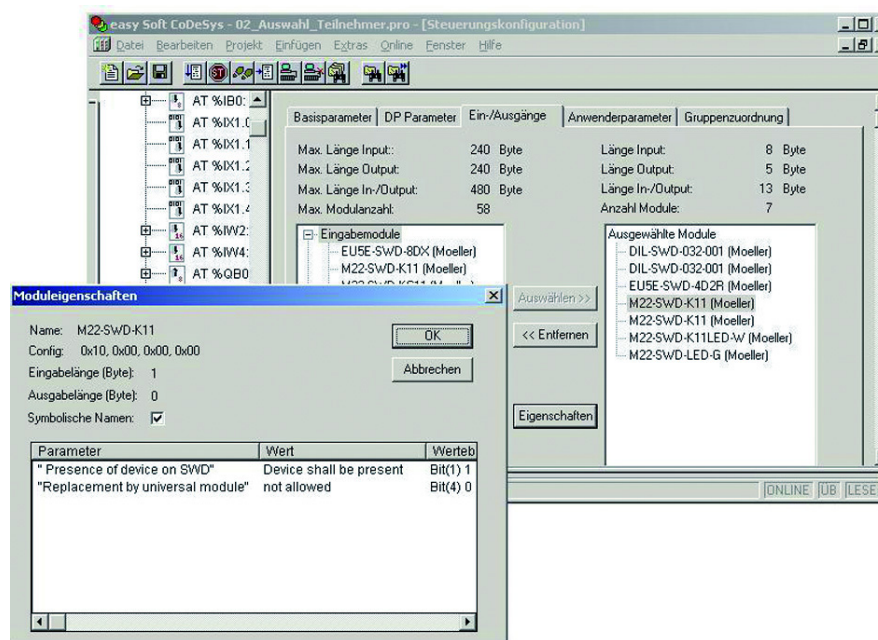 easy Soft CoDeSys - 02_Auswahl_Teilnehmer.pro - [Steuerungskonfiguration]
Datei Bearbeiten Projekt Einfügen Extras Online Fenster Hilfe
AT %IB0:
AT %IX1.0
AT %IX1.1
AT %IX1.2
AT %IX1.3
AT %IX1.4
AT %IW2:
AT %IW4:
AT %QB0
Basisparameter DP Parameter Ein-/Ausgänge Anwenderparameter Gruppenzuordnung
Max. Länge Input:: 240 Byte
Max. Länge Output: 240 Byte
Max. Länge In-/Output: 480 Byte
Max. Modulanzahl: 58
Länge Input: 8 Byte
Länge Output: 5 Byte
Länge In-/Output: 13 Byte
Anzahl Module: 7
Eingabemodule
EU5E-SWD-8DX (Moeller)
M22-SWD-K11 (Moeller)
Auswählen >>
<< Entfernen
Eigenschaften
Ausgewählte Module
DIL-SWD-032-001 (Moeller)
DIL-SWD-032-001 (Moeller)
EU5E-SWD-4D2R (Moeller)
M22-SWD-K11 (Moeller)
M22-SWD-K11 (Moeller)
M22-SWD-K11LED-W (Moeller)
M22-SWD-LED-G (Moeller)
Moduleigenschaften
Name: M22-SWD-K11
Config: 0x10, 0x00, 0x00, 0x00
Eingabelänge (Byte): 1
Ausgabelänge (Byte): 0
Symbolische Namen:
OK
Abbrechen
Parameter Wert Werteb
" Presence of device on SWD" Device shall be present Bit(1) 1
"Replacement by universal module" not allowed Bit(4) 0
ONLINE ÜB LESE